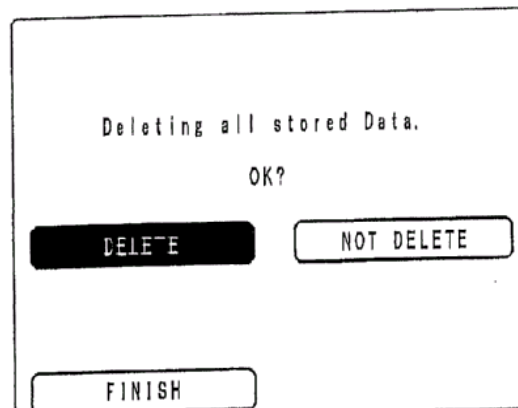 Deleting all stored Data.
OK?
DELETE
NOT DELETE
FINISH